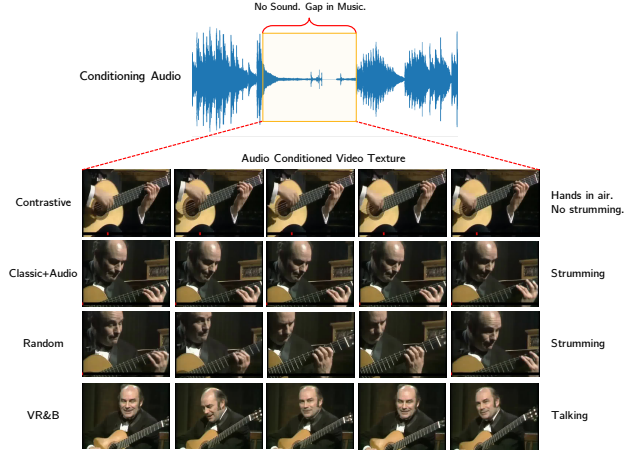 No Sound. Gap in Music.
Conditioning Audio
Audio Conditioned Video Texture
Contrastive
Hands in air.
No strumming.
Classic+Audio
Strumming
Random
Strumming
VR&B
Talking